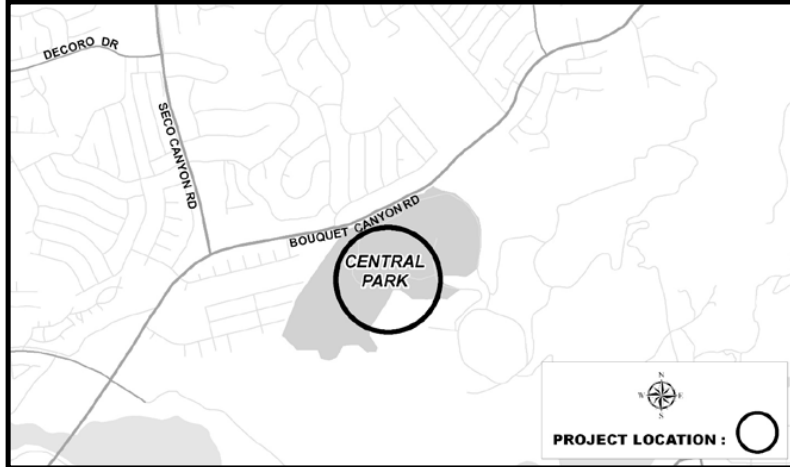 DECORO DR
SECO CANYON RD
BOUQUET CANYON RD
CENTRAL
PARK
N
W E
S
PROJECT LOCATION :